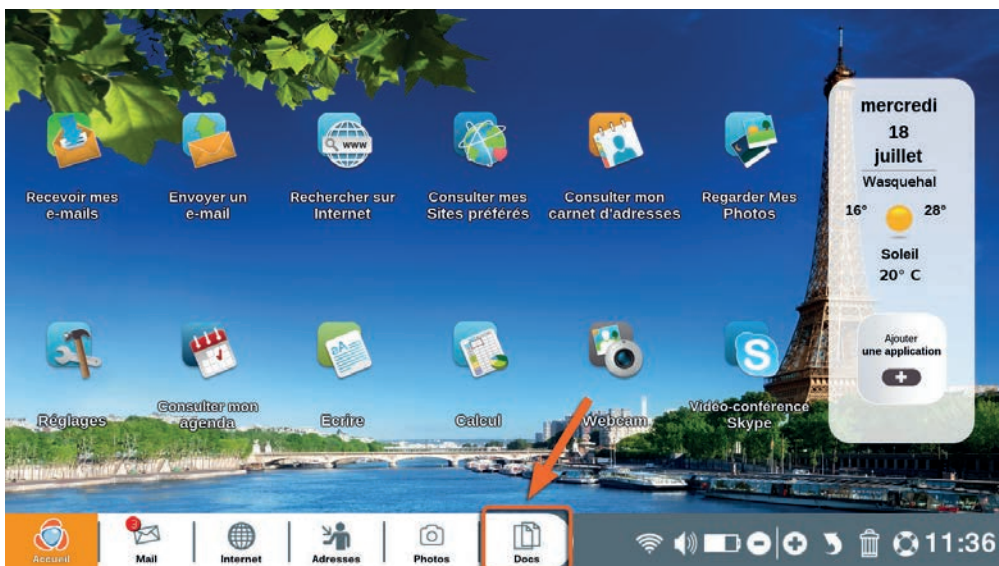 mercredi
18
juillet
Wasquehal
16° 28°
Soleil
20° C
Ajouter
une application
www
Recevoir mes
e-mails
Envoyer un
e-mail
Rechercher sur
Internet
Consulter mes
Sites préférés
Consulter mon
carnet d'adresses
Regarder Mes
Photos
Réglages
Consulter mon
agenda
aA
Ecrire
Calcul
Webcam
S
Vidéo-conférence
Skype
Accueil
3
Mail
Internet
Adresses
Photos
Docs
11:36